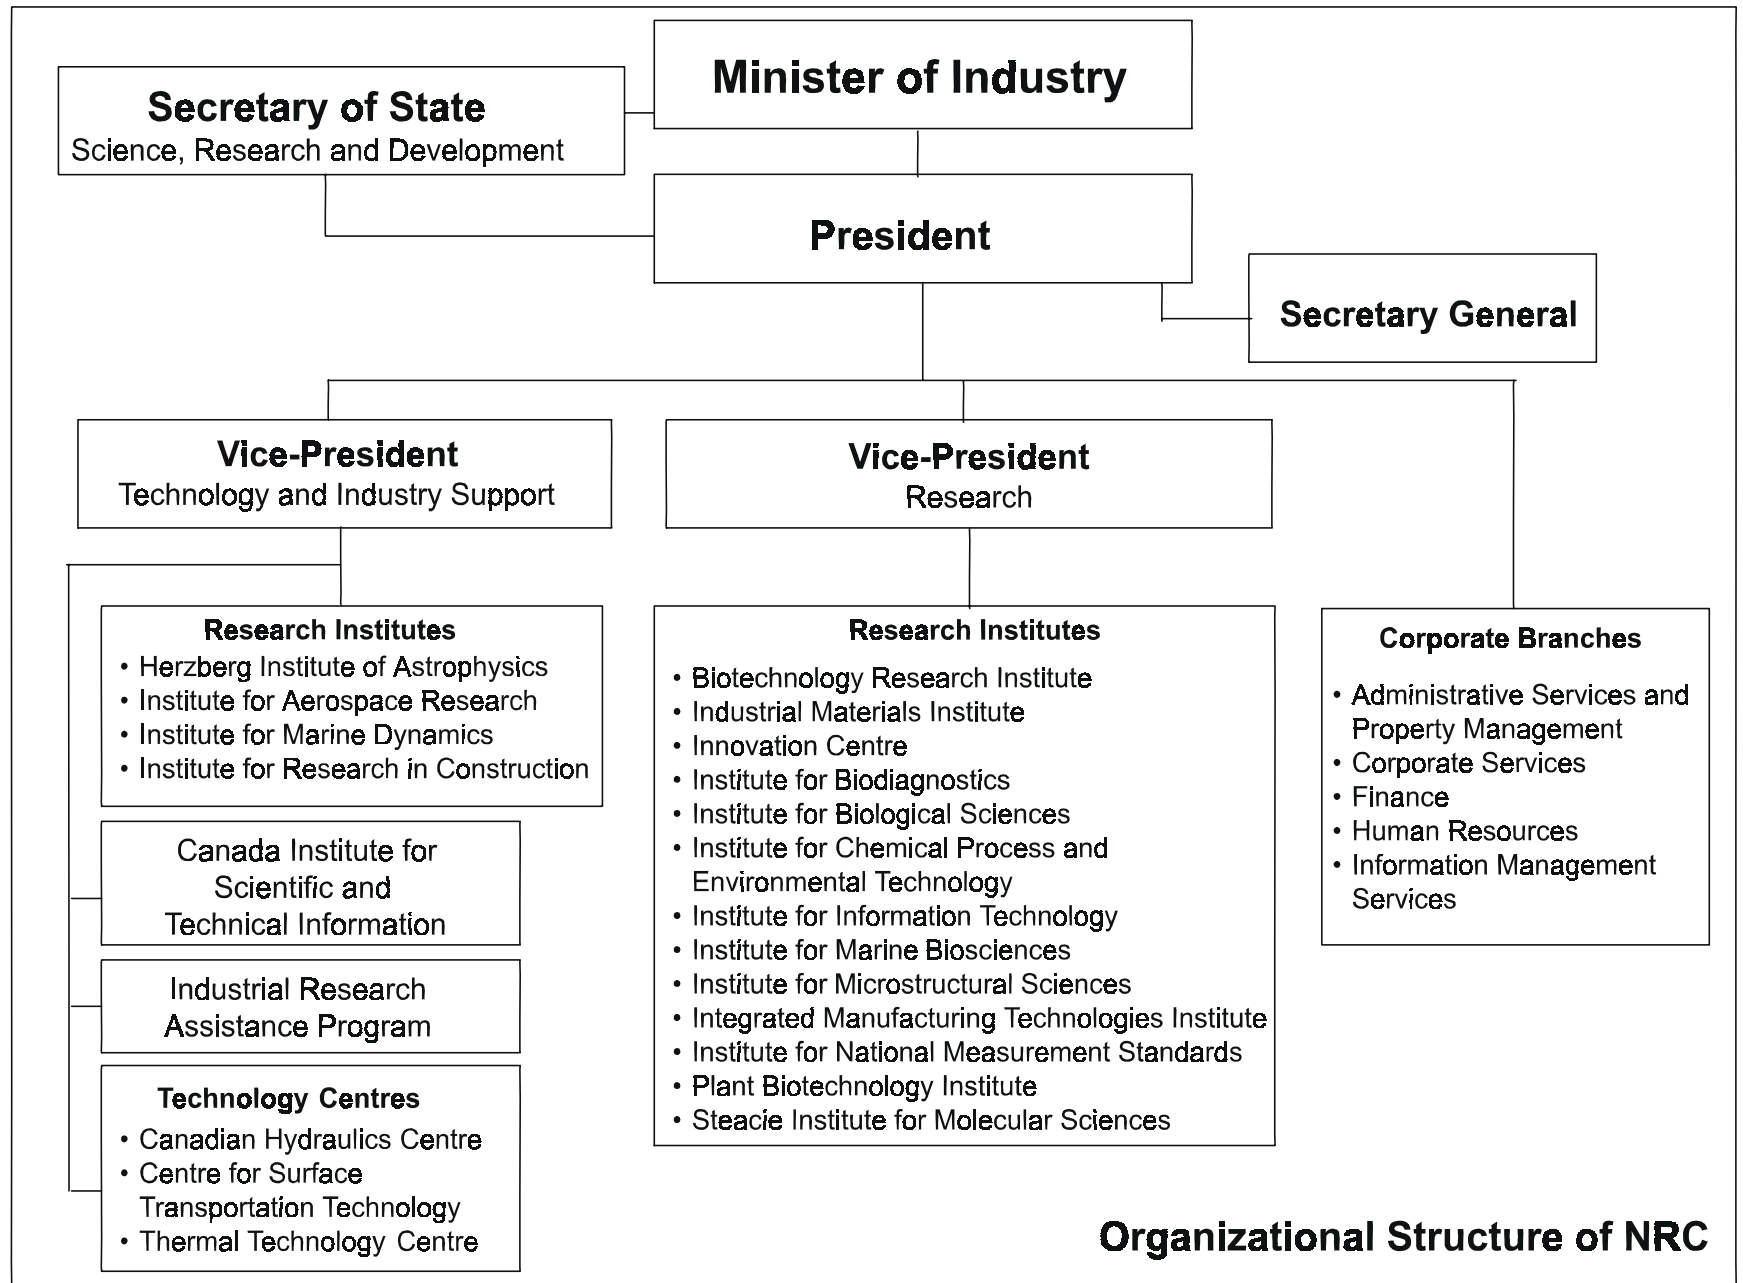 Minister of Industry
Secretary of State
Science, Research and Development
President
Secretary General
Vice-President
Technology and Industry Support
Vice-President
Research
Research Institutes
• Herzberg Institute of Astrophysics
• Institute for Aerospace Research
• Institute for Marine Dynamics
• Institute for Research in Construction
Canada Institute for
Scientific and
Technical Information
Industrial Research
Assistance Program
Technology Centres
• Canadian Hydraulics Centre
• Centre for Surface
Transportation Technology
• Thermal Technology Centre
Research Institutes
• Biotechnology Research Institute
• Industrial Materials Institute
• Innovation Centre
• Institute for Biodiagnostics
• Institute for Biological Sciences
• Institute for Chemical Process and
Environmental Technology
• Institute for Information Technology
• Institute for Marine Biosciences
• Institute for Microstructural Sciences
• Integrated Manufacturing Technologies Institute
• Institute for National Measurement Standards
• Plant Biotechnology Institute
• Steacie Institute for Molecular Sciences
Corporate Branches
• Administrative Services and
Property Management
• Corporate Services
• Finance
• Human Resources
• Information Management
Services
Organizational Structure of NRC